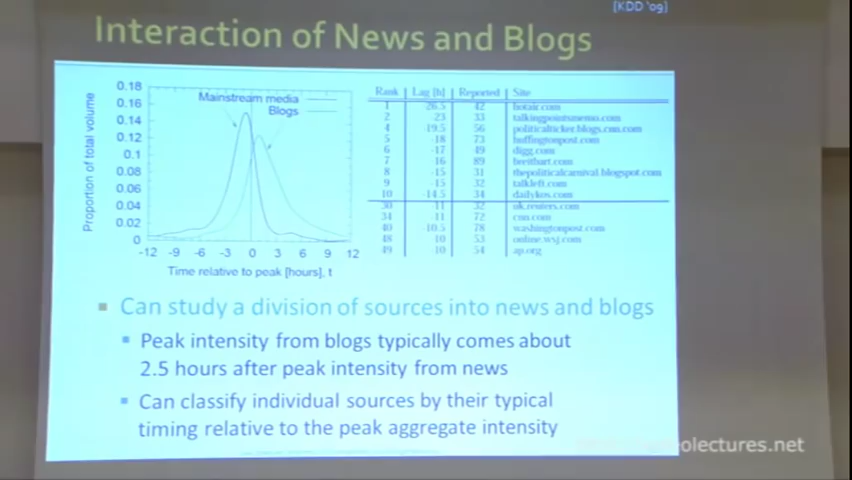 [KDD '09]
Interaction of News and Blogs
0.18
0.16
0.14
0.12
0.1
0.08
0.06
0.04
0.02
0
Proportion of total volume
Mainstream media
Blogs
-12 -9 -6 -3 0 3 6 9 12
Time relative to peak [hours], t
Rank Lag [h] Reported Site
1 26.5 42 hotair.com
2 23 33 talkingpointsmemo.com
4 19.5 56 politicalticker.blogs.cnn.com
5 18 73 huffingtonpost.com
6 17 49 digg.com
7 16 89 breitbart.com
8 15 31 thepoliticalcarnival.blogspot.com
9 15 32 talkleft.com
10 14.5 34 dailykos.com
30 11 32 uk.reuters.com
34 11 72 cnn.com
40 10.5 78 washingtonpost.com
48 10 53 online.wsj.com
49 10 54 ap.org
Can study a division of sources into news and blogs
Peak intensity from blogs typically comes about
2.5 hours after peak intensity from news
Can classify individual sources by their typical
timing relative to the peak aggregate intensity
olectures.net